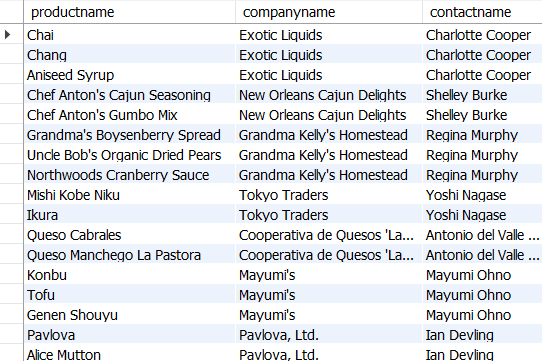 productname companyname contactname
Chai Exotic Liquids Charlotte Cooper
Chang Exotic Liquids Charlotte Cooper
Aniseed Syrup Exotic Liquids Charlotte Cooper
Chef Anton's Cajun Seasoning New Orleans Cajun Delights Shelley Burke
Chef Anton's Gumbo Mix New Orleans Cajun Delights Shelley Burke
Grandma's Boysenberry Spread Grandma Kelly's Homestead Regina Murphy
Uncle Bob's Organic Dried Pears Grandma Kelly's Homestead Regina Murphy
Northwoods Cranberry Sauce Grandma Kelly's Homestead Regina Murphy
Mishi Kobe Niku Tokyo Traders Yoshi Nagase
Ikura Tokyo Traders Yoshi Nagase
Queso Cabrales Cooperativa de Quesos 'La... Antonio del Valle ...
Queso Manchego La Pastora Cooperativa de Quesos 'La... Antonio del Valle ...
Konbu Mayumi's Mayumi Ohno
Tofu Mayumi's Mayumi Ohno
Genen Shouyu Mayumi's Mayumi Ohno
Pavlova Pavlova, Ltd. Ian Devling
Alice Mutton Pavlova, Ltd. Ian Devling